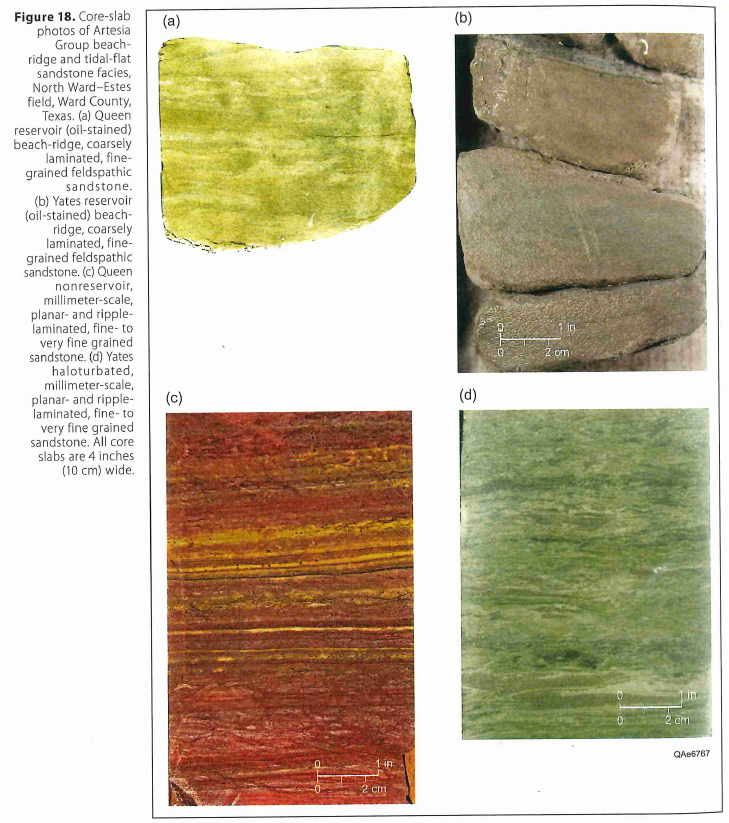 Figure 18. Core-slab
photos of Artesia
Group beach-
ridge and tidal-flat
sandstone facies,
North Ward–Estes
field, Ward County,
Texas. (a) Queen
reservoir (oil-stained)
beach-ridge, coarsely
laminated, fine-
grained feldspathic
sandstone.
(b) Yates reservoir
(oil-stained) beach-
ridge, coarsely
laminated, fine-
grained feldspathic
sandstone. (c) Queen
nonreservoir,
millimeter-scale,
planar- and ripple-
laminated, fine- to
very fine grained
sandstone. (d) Yates
haloturbated,
millimeter-scale,
planar- and ripple-
laminated, fine- to
very fine grained
sandstone. All core
slabs are 4 inches
(10 cm) wide.
(a)
(b)
0 1 in
0 2 cm
(c)
(d)
0 1 in
0 2 cm
0 1 in
0 2 cm
QAe6767